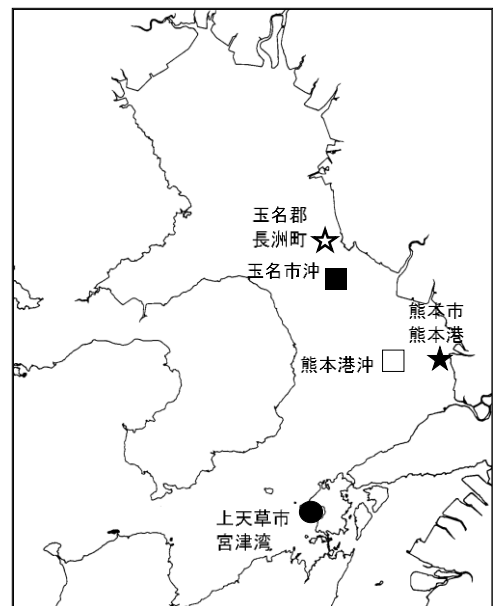 玉名郡
長洲町
玉名市沖
熊本市
熊本港
熊本港沖
上天草市
宮津湾